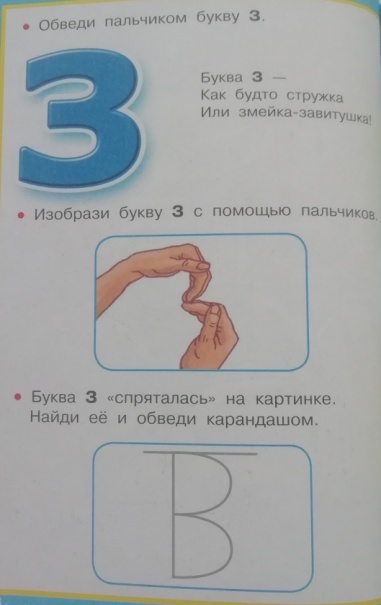 • Обведи пальчиком букву З.
З
Буква З —
Как будто стружка
Или змейка-завитушка!
• Изобрази букву З с помощью пальчиков.
• Буква З «спряталась» на картинке.
Найди её и обведи карандашом.